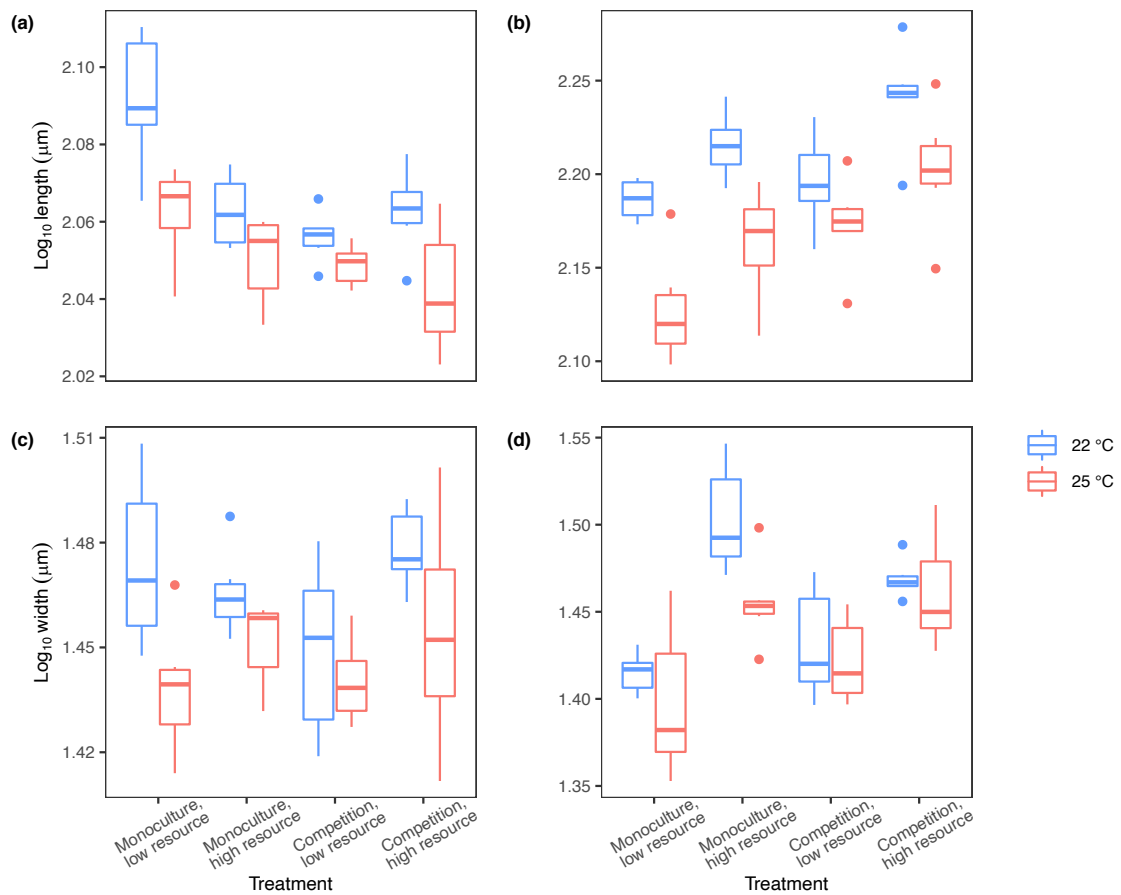 (a)
(b)
Log10 length (μm)
2.10
2.08
2.06
2.04
2.02
2.25
2.20
2.15
2.10
(c)
(d)
Log10 width (μm)
1.51
1.48
1.45
1.42
1.55
1.50
1.45
1.40
1.35
22 °C
25 °C
Monoculture,
low resource
Monoculture,
high resource
Competition,
low resource
Competition,
high resource
Monoculture,
low resource
Monoculture,
high resource
Competition,
low resource
Competition,
high resource
Treatment
Treatment